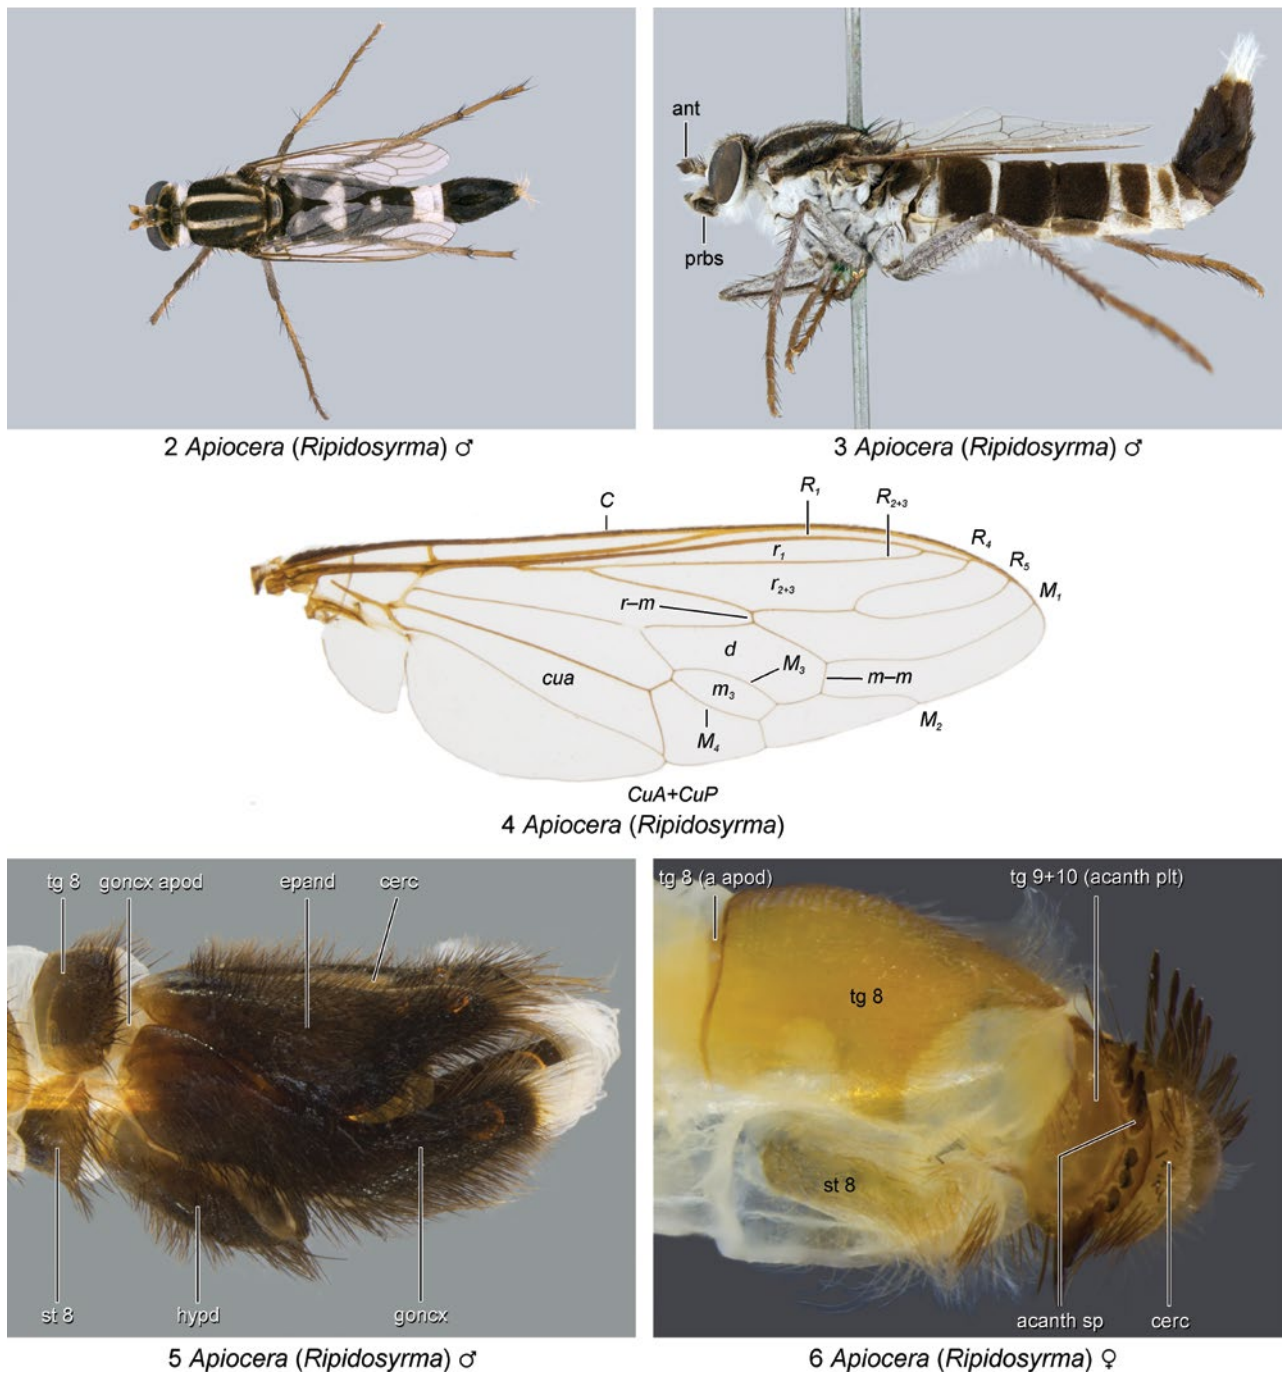 ant
prbs
2 Apiocera (Ripidosyrma) ♂
3 Apiocera (Ripidosyrma) ♂
C
R₁
R₂₊₃
R₄
R₅
M₁
r₁
r₂₊₃
r–m
d
M₃
m–m
cua
m₃
M₂
M₄
CuA+CuP
4 Apiocera (Ripidosyrma)
tg 8
goncx apod
epand
cerc
st 8
hypd
goncx
5 Apiocera (Ripidosyrma) ♂
tg 8 (a apod)
tg 9+10 (acanth plt)
tg 8
st 8
acanth sp
cerc
6 Apiocera (Ripidosyrma) ♀